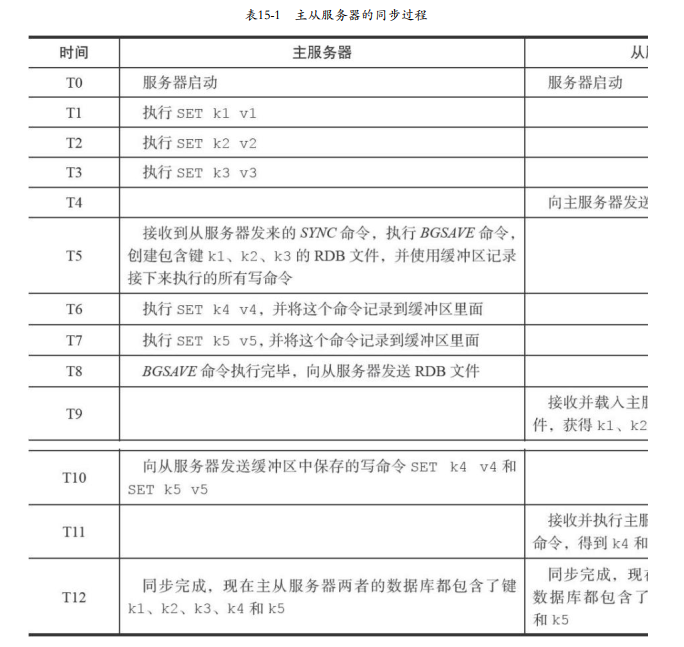 表15-1 主从服务器的同步过程
时间 主服务器 从
T0 服务器启动 服务器启动
T1 执行 SET k1 v1
T2 执行 SET k2 v2
T3 执行 SET k3 v3
T4 向主服务器发送
T5 接收到从服务器发来的 SYNC 命令，执行 BGSAVE 命令，
创建包含键 k1、k2、k3 的 RDB 文件，并使用缓冲区记录
接下来执行的所有写命令
T6 执行 SET k4 v4，并将这个命令记录到缓冲区里面
T7 执行 SET k5 v5，并将这个命令记录到缓冲区里面
T8 BGSAVE 命令执行完毕，向从服务器发送 RDB 文件
T9 接收并载入主
件，获得 k1、k2
T10 向从服务器发送缓冲区中保存的写命令 SET k4 v4 和
SET k5 v5
T11 接收并执行主
命令，得到 k4 和
T12 同步完成，现在主从服务器两者的数据库都包含了键
k1、k2、k3、k4 和 k5
同步完成，现
数据库都包含了
和 k5